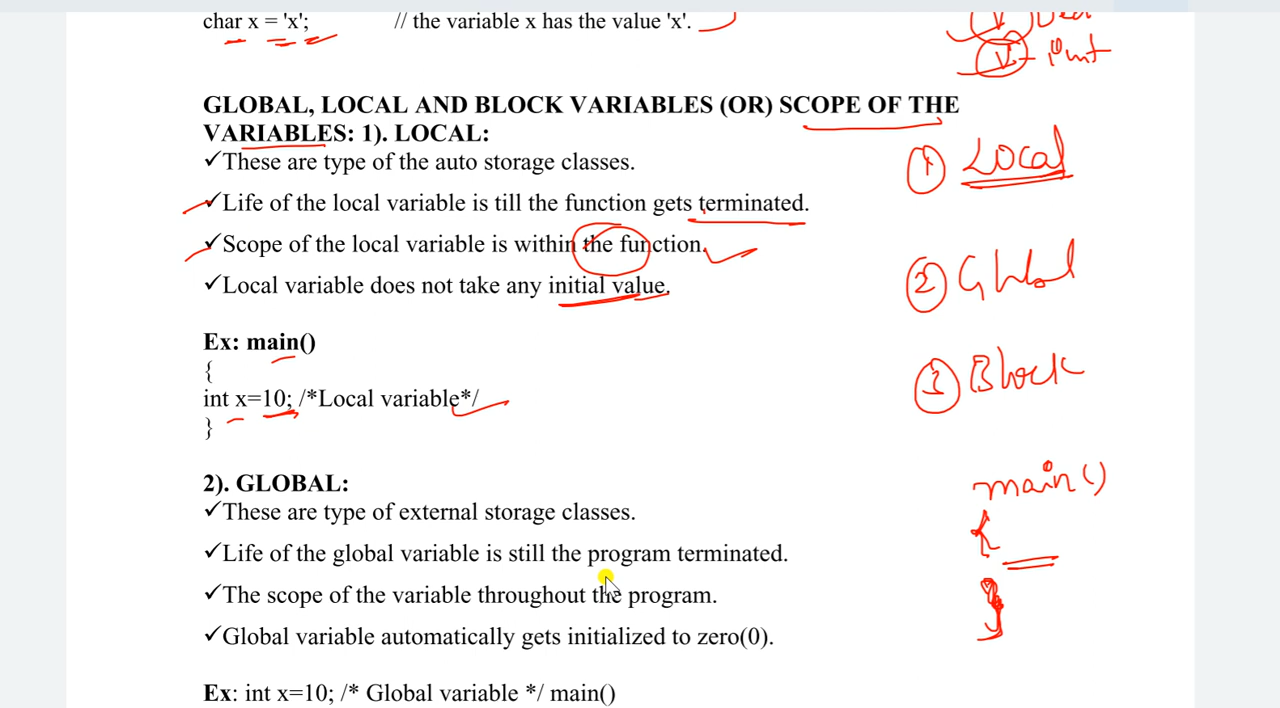 char x = 'x'; // the variable x has the value 'x'.
GLOBAL, LOCAL AND BLOCK VARIABLES (OR) SCOPE OF THE
VARIABLES: 1). LOCAL:
✓These are type of the auto storage classes.
✓Life of the local variable is till the function gets terminated.
✓Scope of the local variable is within the function.
✓Local variable does not take any initial value.
Ex: main()
{
int x=10; /*Local variable*/
}
2). GLOBAL:
✓These are type of external storage classes.
✓Life of the global variable is still the program terminated.
✓The scope of the variable throughout the program.
✓Global variable automatically gets initialized to zero(0).
Ex: int x=10; /* Global variable */ main()
① Local
② Global
③ Block
main()
{
}